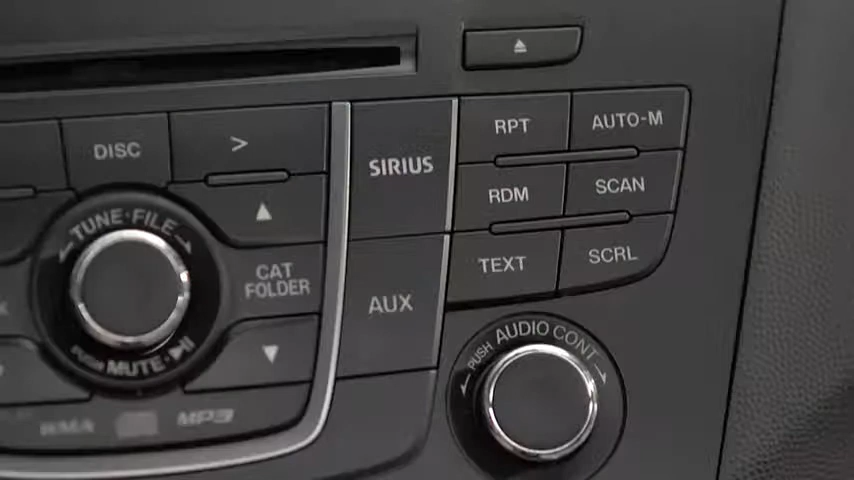 DISC
>
SIRIUS
RPT
AUTO-M
RDM
SCAN
TEXT
SCRL
TUNE·FILE
CAT
FOLDER
AUX
PUSH
MUTE·▶II
PUSH AUDIO CONT
WMA
MP3